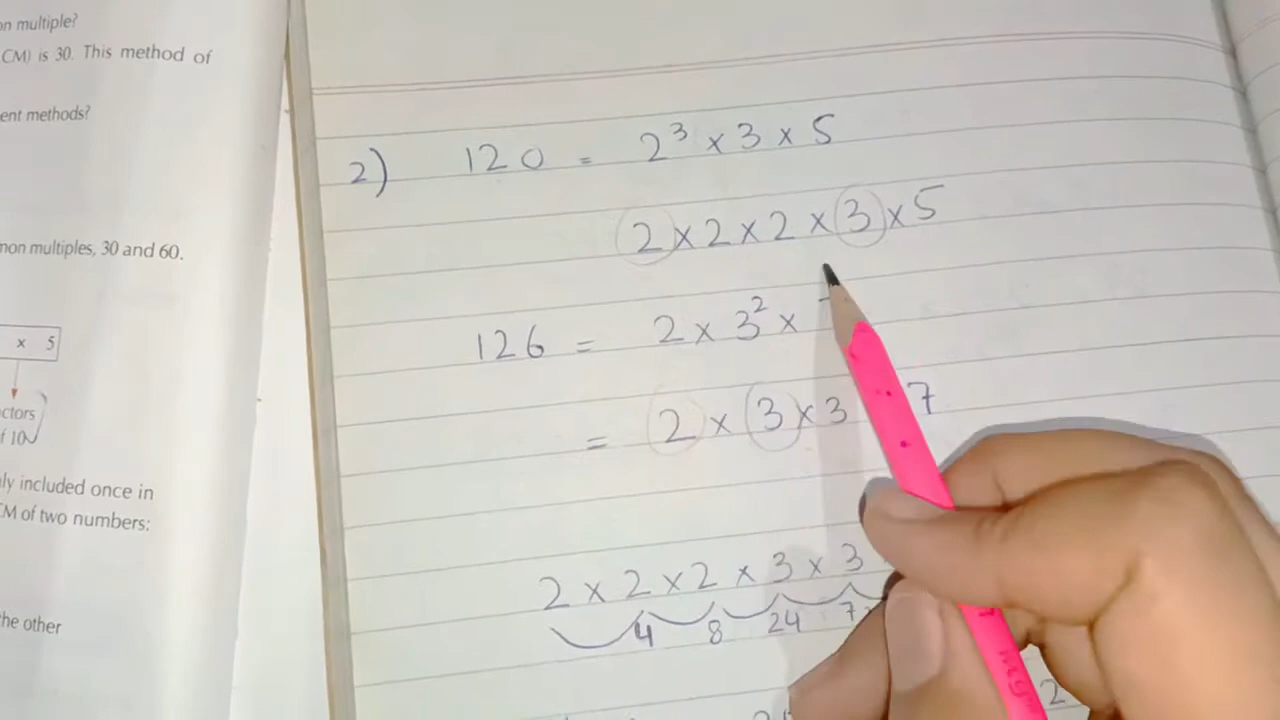 on multiple?
CM) is 30. This method of
ent methods?
mon multiples, 30 and 60.
x 5
ctors
f 10
ly included once in
M of two numbers:
the other
2) 120 = 2³ × 3 × 5
2 × 2 × 2 × 3 × 5
126 = 2 × 3² ×
= 2 × 3 × 3 7
2 × 2 × 2 × 3 × 3
4 8 24 7
2